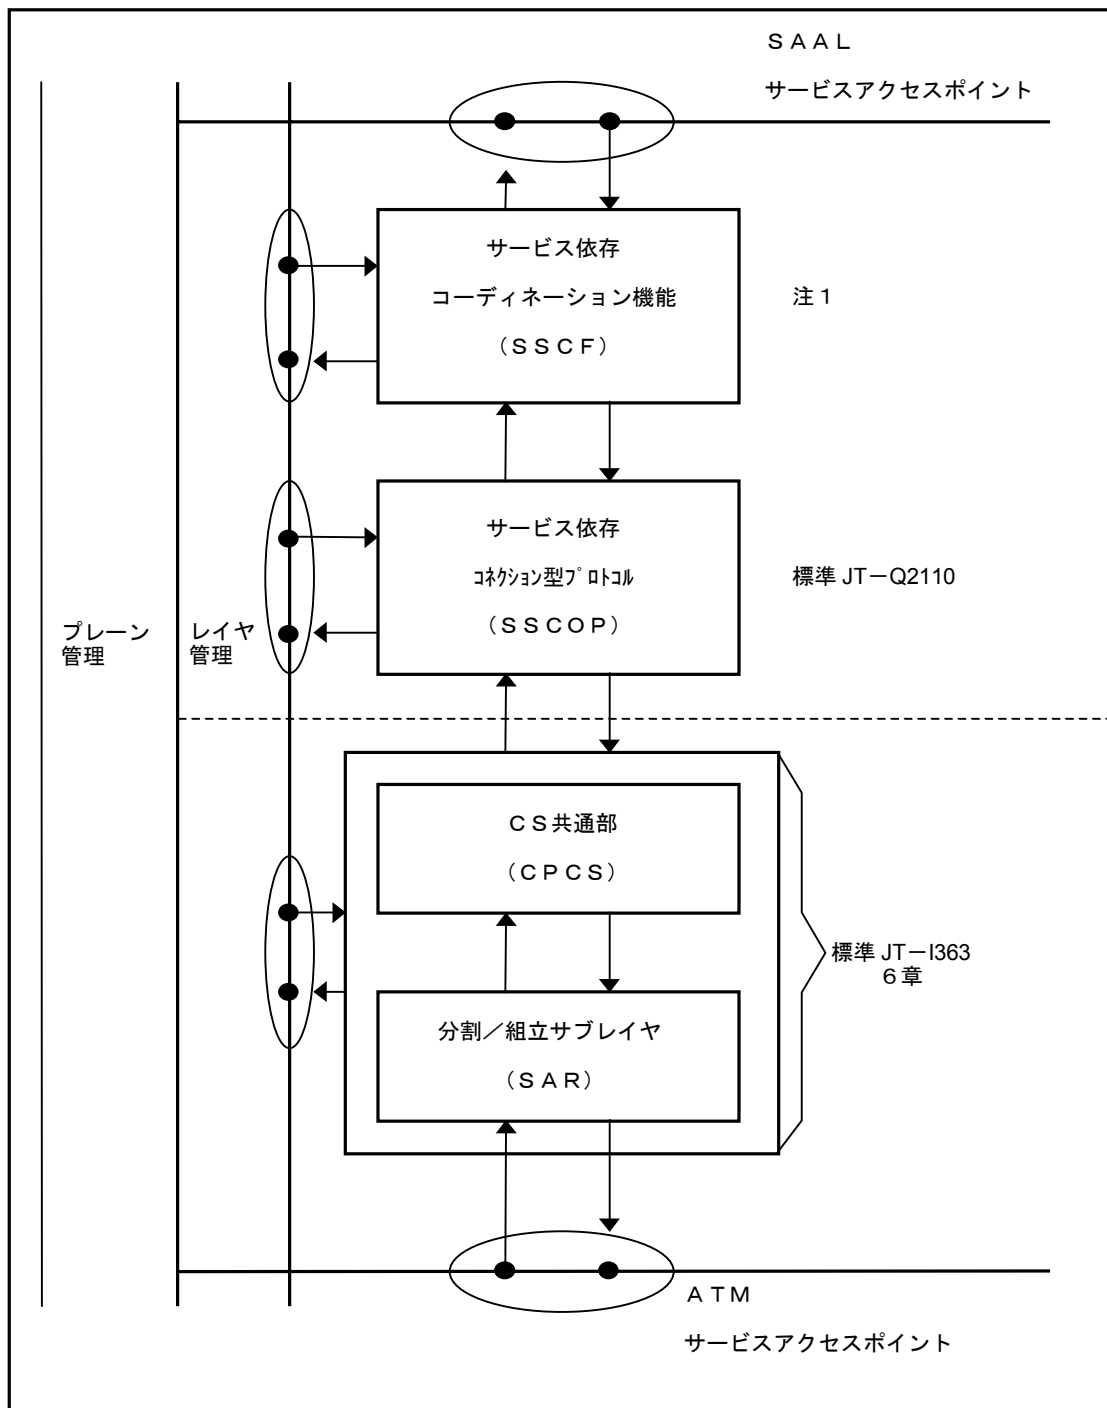 ＳＡＡＬ
サービスアクセスポイント
サービス依存
コーディネーション機能
（ＳＳＣＦ）
注１
サービス依存
ｺﾈｸｼｮﾝ型ﾌﾟﾛﾄｺﾙ
（ＳＳＣＯＰ）
標準 JT－Q2110
プレーン
管理
レイヤ
管理
ＣＳ共通部
（ＣＰＣＳ）
標準 JT－I363
６章
分割／組立サブレイヤ
（ＳＡＲ）
ＡＴＭ
サービスアクセスポイント